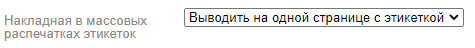 Накладная в массовых
распечатках этикеток
Выводить на одной странице с этикеткой